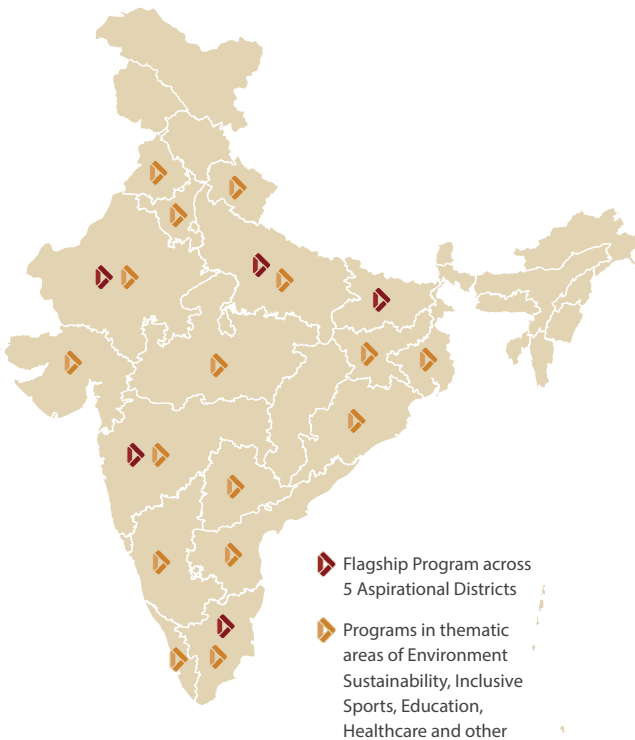 Flagship Program across
5 Aspirational Districts
Programs in thematic
areas of Environment
Sustainability, Inclusive
Sports, Education,
Healthcare and other